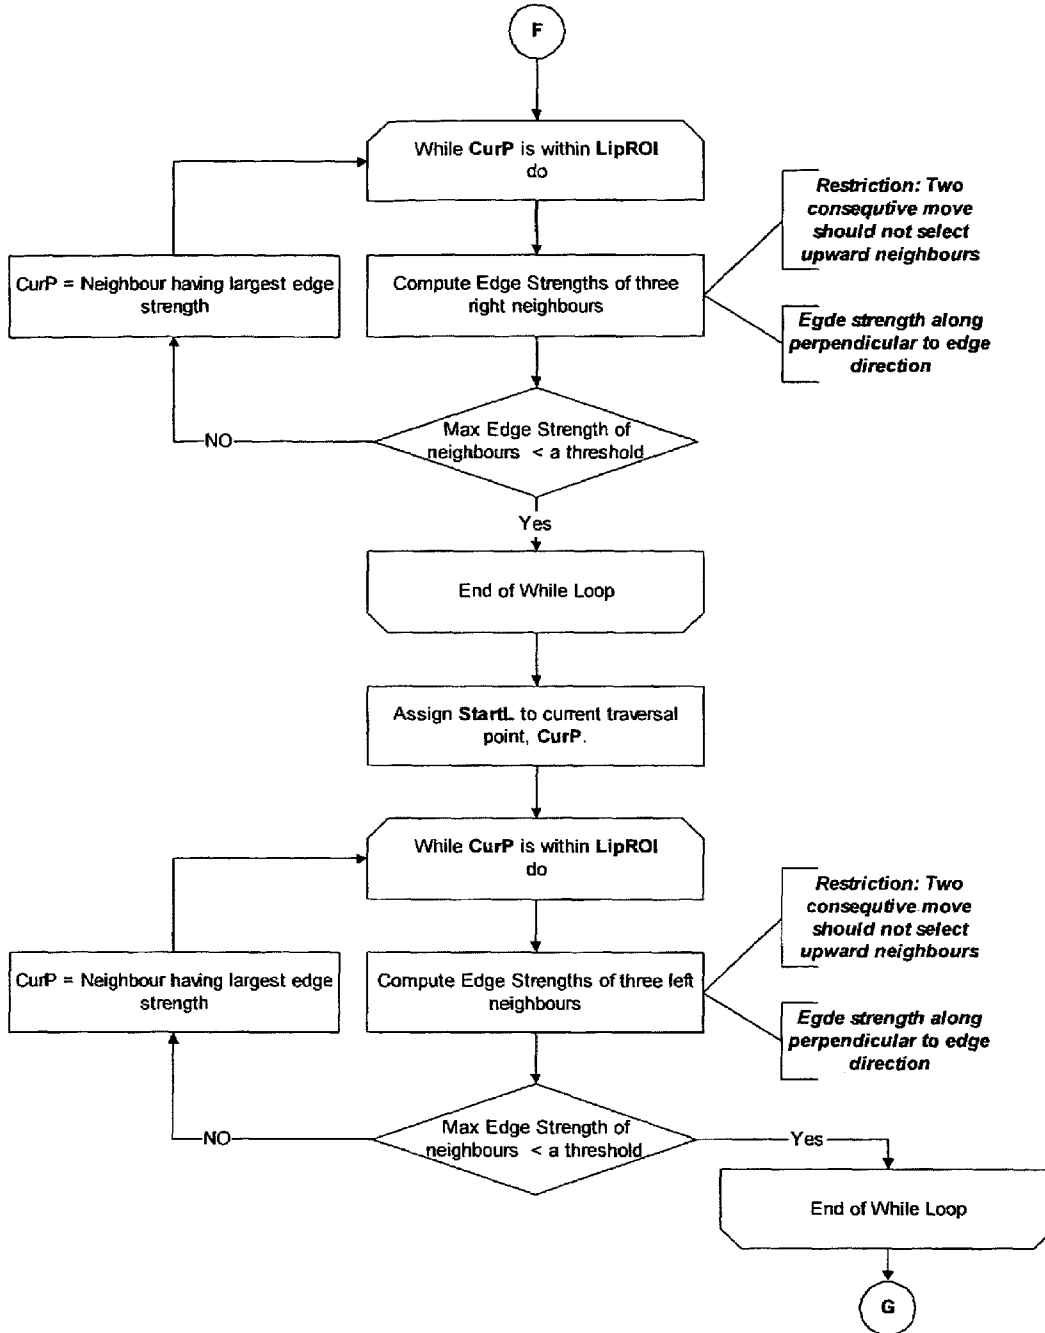 F
While CurP is within LipROI
do
Restriction: Two
consequtive move
should not select
upward neighbours
CurP = Neighbour having largest edge
strength
Compute Edge Strengths of three
right neighbours
Egde strength along
perpendicular to edge
direction
Max Edge Strength of
neighbours < a threshold
NO
Yes
End of While Loop
Assign StartL to current traversal
point, CurP.
While CurP is within LipROI
do
Restriction: Two
consequtive move
should not select
upward neighbours
CurP = Neighbour having largest edge
strength
Compute Edge Strengths of three left
neighbours
Egde strength along
perpendicular to edge
direction
Max Edge Strength of
neighbours < a threshold
NO
Yes
End of While Loop
G